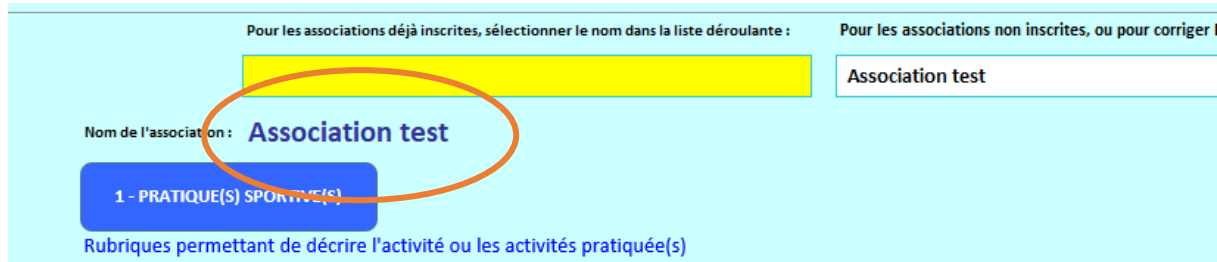 Pour les associations déjà inscrites, sélectionner le nom dans la liste déroulante :
Pour les associations non inscrites, ou pour corriger
Association test
Nom de l'association : Association test
1 - PRATIQUE(S) SPORTIVE(S)
Rubriques permettant de décrire l'activité ou les activités pratiquée(s)